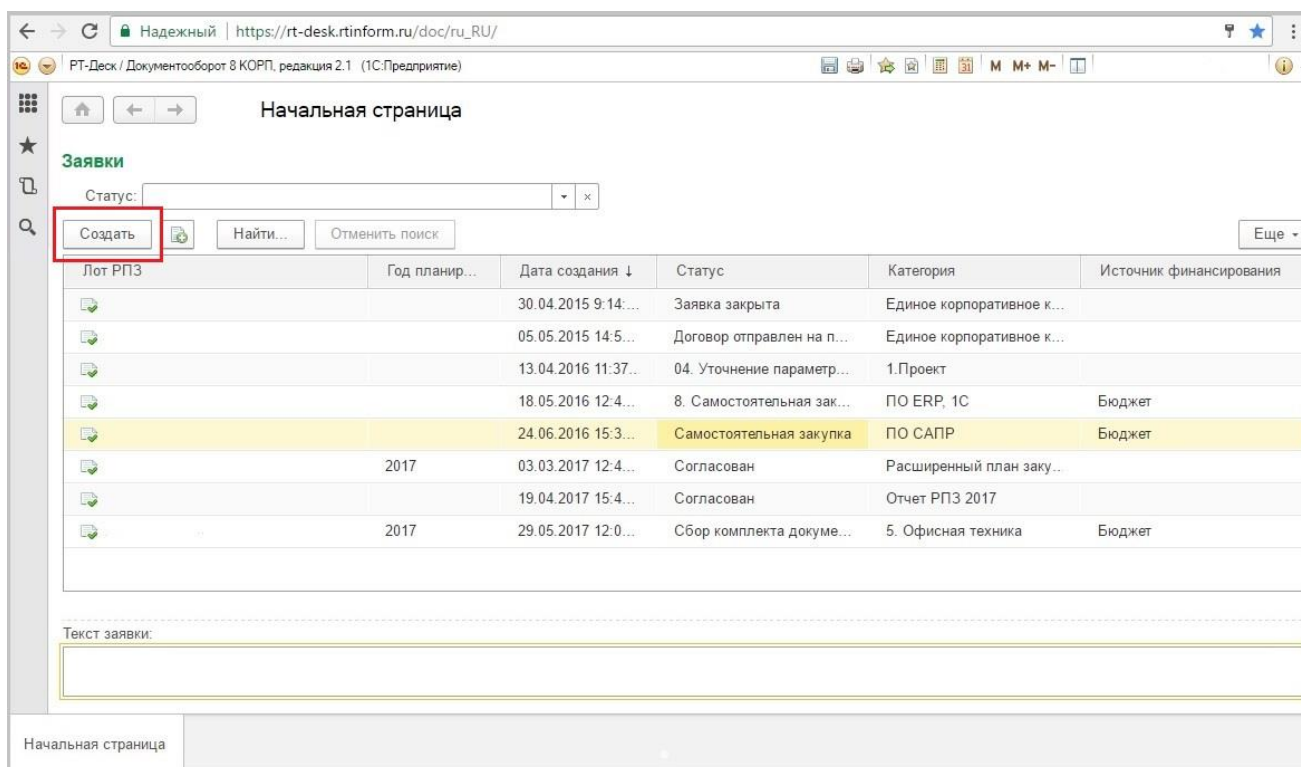 Надежный | https://rt-desk.rtinform.ru/doc/ru_RU/
1С РТ-Деск / Документооборот 8 КОРП, редакция 2.1 (1С:Предприятие) 31 M M+ M-
Начальная страница
Заявки
Статус:
Создать Найти... Отменить поиск Еще
Лот РПЗ Год планир... Дата создания ↓ Статус Категория Источник финансирования
30.04.2015 9:14:... Заявка закрыта Единое корпоративное к...
05.05.2015 14:5... Договор отправлен на п... Единое корпоративное к...
13.04.2016 11:37... 04. Уточнение параметр... 1.Проект
18.05.2016 12:4... 8. Самостоятельная зак... ПО ERP, 1С Бюджет
24.06.2016 15:3... Самостоятельная закупка ПО САПР Бюджет
2017 03.03.2017 12:4... Согласован Расширенный план заку...
19.04.2017 15:4... Согласован Отчет РПЗ 2017
2017 29.05.2017 12:0... Сбор комплекта докуме... 5. Офисная техника Бюджет
Текст заявки:
Начальная страница